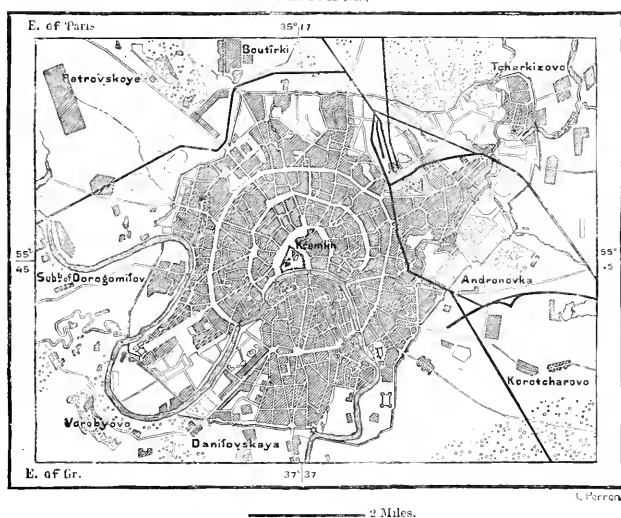 E. of Paris 35°17
Boutirki
Petrovskoye
Tcherkizovo
Kremlin
55° 55°
45 45
Subb. of Dorogomilov
Andronovka
Korotcharovo
Vorobyovo
Danilovskaya
E. of Gr. 37°37
L. Perron
2 Miles.